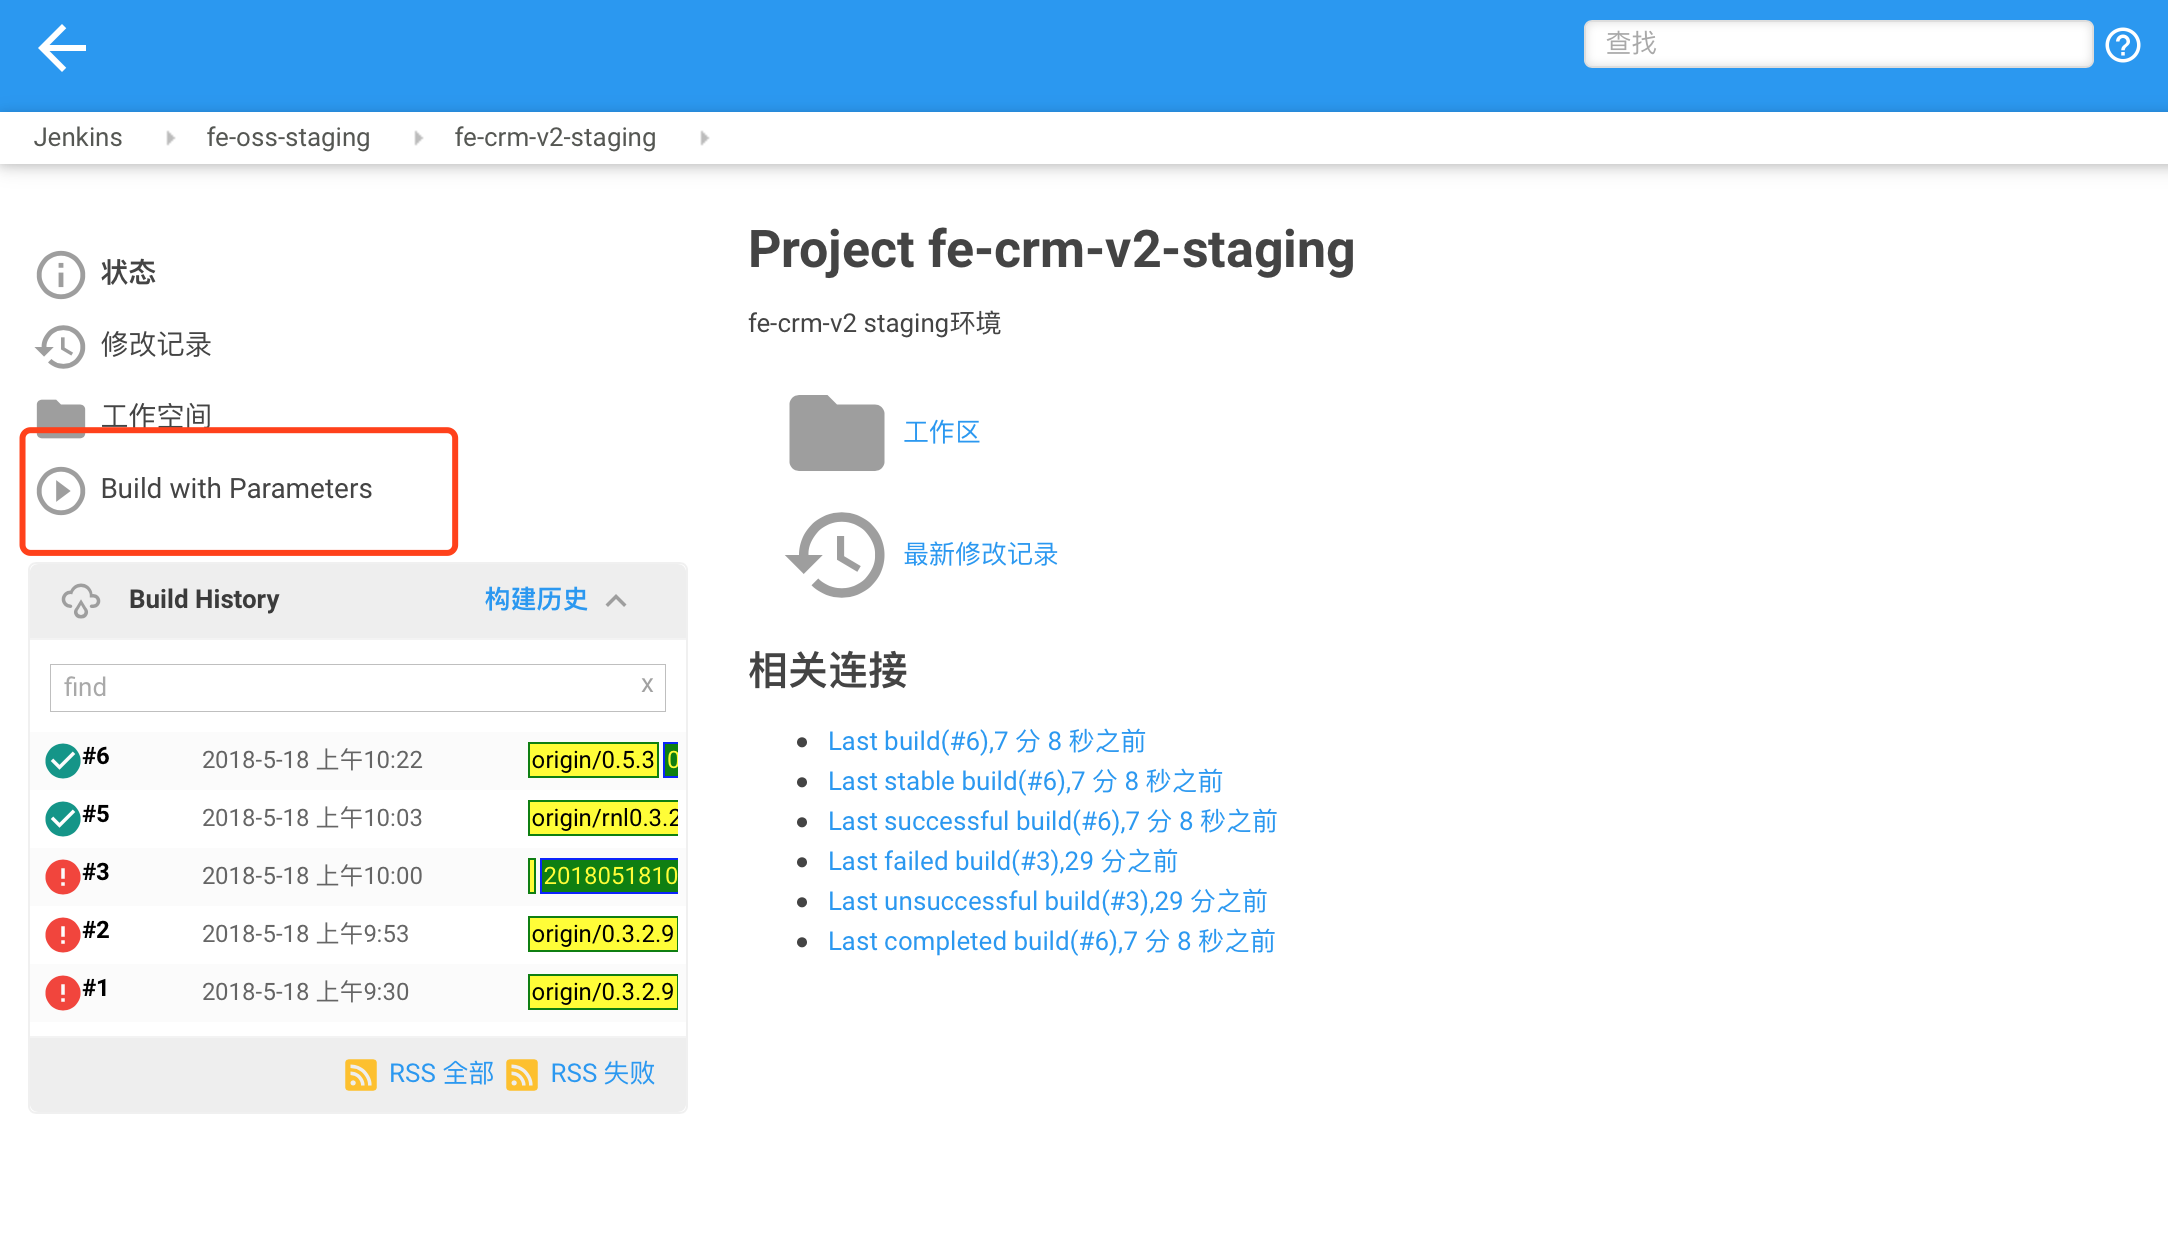 查找
Jenkins fe-oss-staging fe-crm-v2-staging
状态
修改记录
工作空间
Build with Parameters
Build History 构建历史
find x
#6 2018-5-18 上午10:22 origin/0.5.3
#5 2018-5-18 上午10:03 origin/rnl0.3.2
#3 2018-5-18 上午10:00 2018051810
#2 2018-5-18 上午9:53 origin/0.3.2.9
#1 2018-5-18 上午9:30 origin/0.3.2.9
RSS 全部 RSS 失败
Project fe-crm-v2-staging
fe-crm-v2 staging环境
工作区
最新修改记录
相关连接
Last build(#6),7 分 8 秒之前
Last stable build(#6),7 分 8 秒之前
Last successful build(#6),7 分 8 秒之前
Last failed build(#3),29 分之前
Last unsuccessful build(#3),29 分之前
Last completed build(#6),7 分 8 秒之前